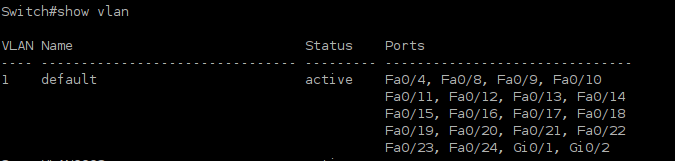 Switch#show vlan
VLAN Name                             Status    Ports
---- -------------------------------- --------- -------------------------------
1    default                          active    Fa0/4, Fa0/8, Fa0/9, Fa0/10
                                                Fa0/11, Fa0/12, Fa0/13, Fa0/14
                                                Fa0/15, Fa0/16, Fa0/17, Fa0/18
                                                Fa0/19, Fa0/20, Fa0/21, Fa0/22
                                                Fa0/23, Fa0/24, Gi0/1, Gi0/2